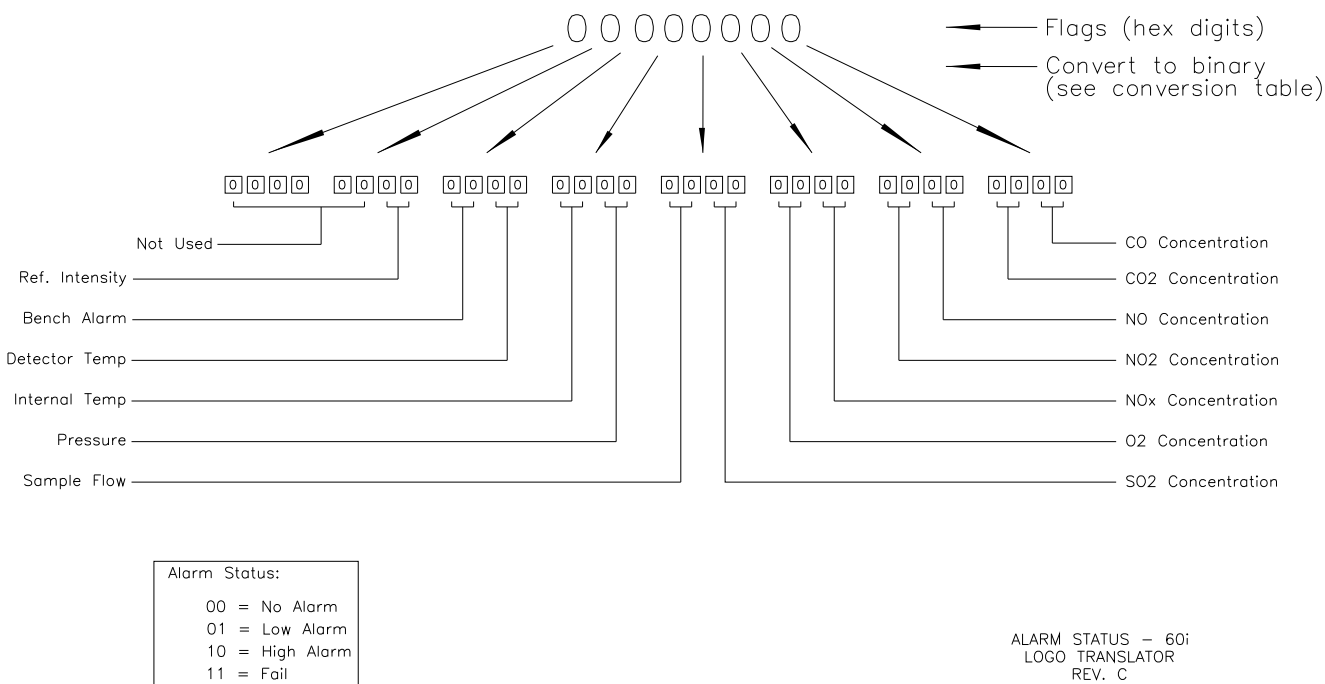 00000000
Flags (hex digits)
Convert to binary
(see conversion table)
0000 0000 0000 0000 0000 0000 0000 0000
Not Used
Ref. Intensity
Bench Alarm
Detector Temp
Internal Temp
Pressure
Sample Flow
CO Concentration
CO2 Concentration
NO Concentration
NO2 Concentration
NOx Concentration
O2 Concentration
SO2 Concentration
Alarm Status:
00 = No Alarm
01 = Low Alarm
10 = High Alarm
11 = Fail
ALARM STATUS – 60i
LOGO TRANSLATOR
REV. C